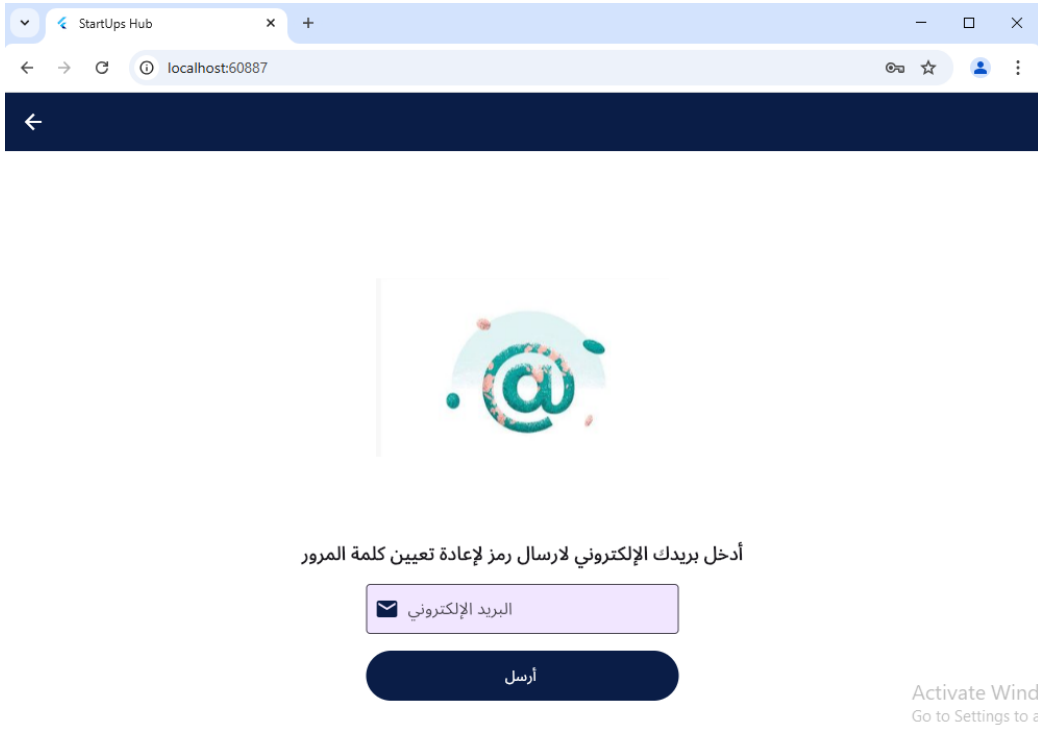 StartUps Hub
localhost:60887
@
أدخل بريدك الإلكتروني لارسال رمز لإعادة تعيين كلمة المرور
البريد الإلكتروني
أرسل
Activate Wind
Go to Settings to a